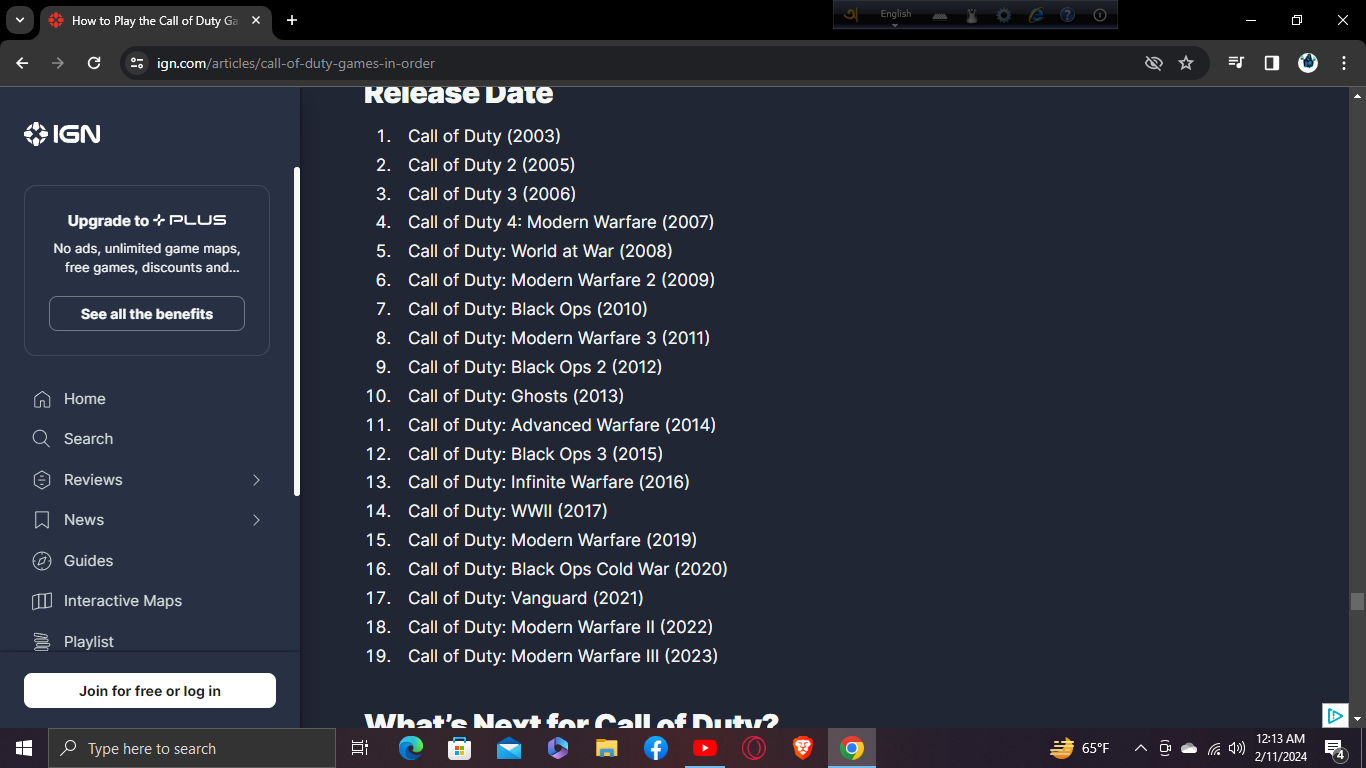 How to Play the Call of Duty Ga
English
ign.com/articles/call-of-duty-games-in-order
IGN
Upgrade to PLUS
No ads, unlimited game maps,
free games, discounts and...
See all the benefits
Home
Search
Reviews
News
Guides
Interactive Maps
Playlist
Join for free or log in
Release Date
1. Call of Duty (2003)
2. Call of Duty 2 (2005)
3. Call of Duty 3 (2006)
4. Call of Duty 4: Modern Warfare (2007)
5. Call of Duty: World at War (2008)
6. Call of Duty: Modern Warfare 2 (2009)
7. Call of Duty: Black Ops (2010)
8. Call of Duty: Modern Warfare 3 (2011)
9. Call of Duty: Black Ops 2 (2012)
10. Call of Duty: Ghosts (2013)
11. Call of Duty: Advanced Warfare (2014)
12. Call of Duty: Black Ops 3 (2015)
13. Call of Duty: Infinite Warfare (2016)
14. Call of Duty: WWII (2017)
15. Call of Duty: Modern Warfare (2019)
16. Call of Duty: Black Ops Cold War (2020)
17. Call of Duty: Vanguard (2021)
18. Call of Duty: Modern Warfare II (2022)
19. Call of Duty: Modern Warfare III (2023)
What's Next for Call of Duty?
Type here to search
65°F
12:13 AM
2/11/2024
4